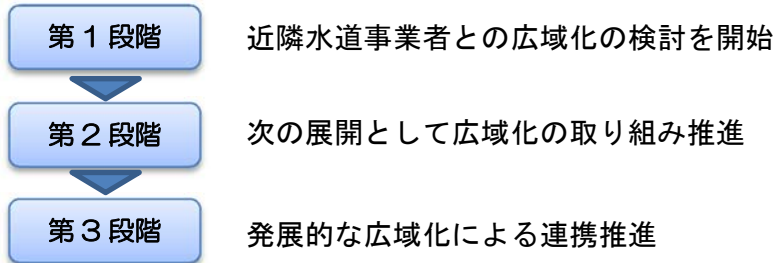 第１段階 近隣水道事業者との広域化の検討を開始
第２段階 次の展開として広域化の取り組み推進
第３段階 発展的な広域化による連携推進